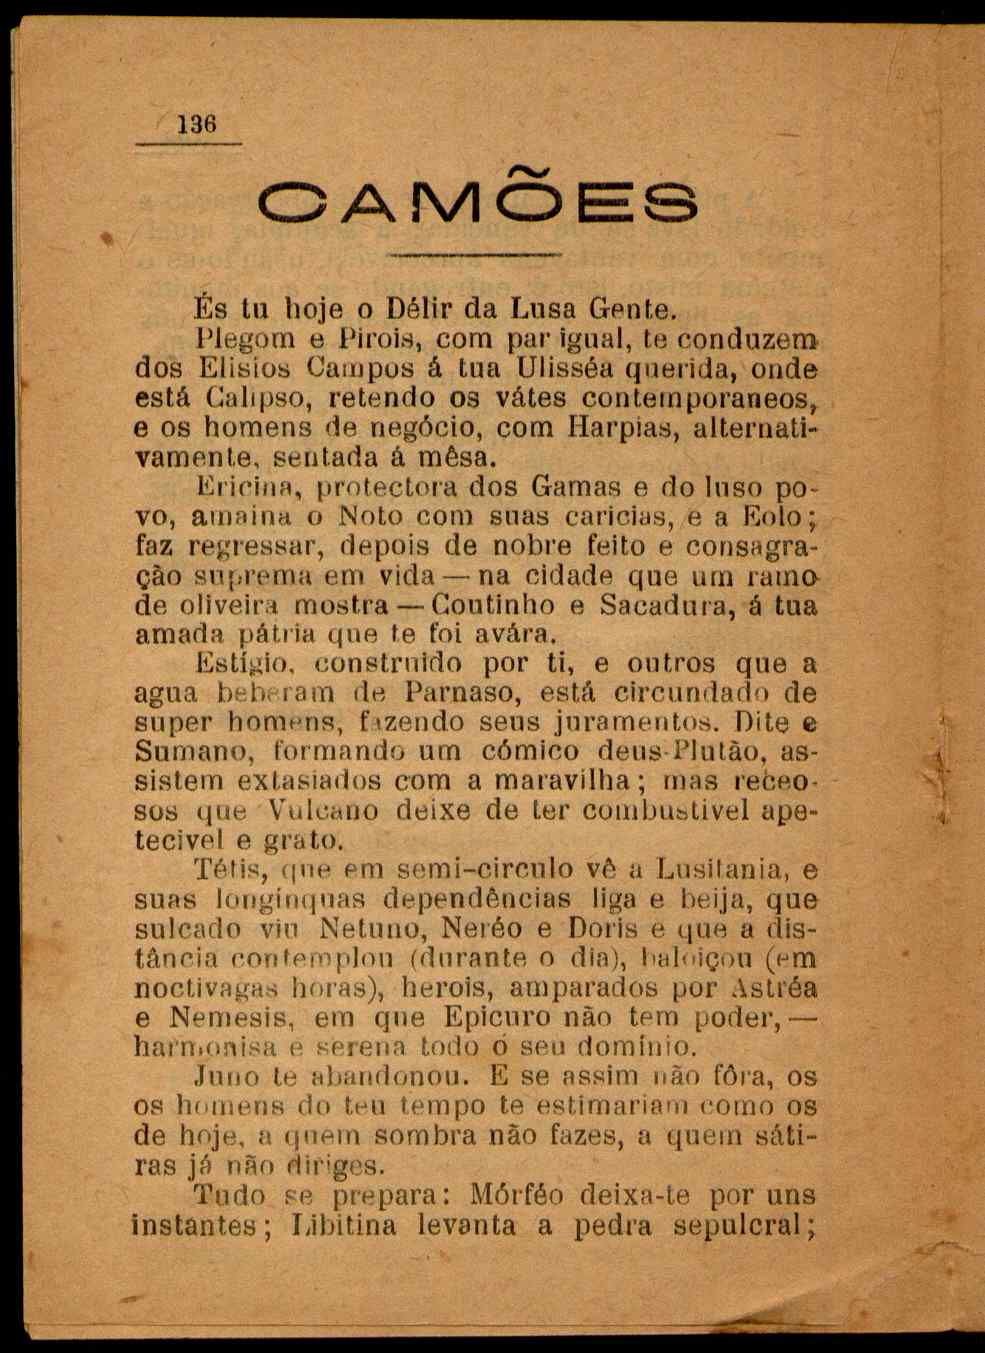 136
CAMÕES
És tu hoje o Délir da Lusa Gente.
Plegom e Pirois, com par igual, te conduzem
dos Elisios Campos á tua Ulisséa querida, onde
está Calipso, retendo os vátes contemporaneos,
e os homens de negócio, com Harpias, alternati-
vamente, sentada á mêsa.
Ericina, protectora dos Gamas e do luso po-
vo, amaina o Noto com suas caricias, e a Eolo;
faz regressar, depois de nobre feito e consagra-
ção suprema em vida — na cidade que um ramo
de oliveira mostra — Coutinho e Sacadura, á tua
amada pátria que te foi avára.
Estígio, construido por ti, e outros que a
agua beberam de Parnaso, está circundado de
super homens, fazendo seus juramentos. Dite e
Sumano, formando um cómico deus-Plutão, as-
sistem extasiados com a maravilha; mas receo-
sos que Vulcano deixe de ter combustivel ape-
tecivel e grato.
Tétis, que em semi-circulo vê a Lusitania, e
suas longínquas dependências liga e beija, que
sulcado viu Netuno, Neréo e Doris e que a dis-
tância contemplou (durante o dia), baloiçou (em
noctivagas horas), herois, amparados por Astréa
e Nemesis, em que Epicuro não tem poder, —
harmonisa e serena todo o seu domínio.
Juno te abandonou. E se assim não fôra, os
os homens do teu tempo te estimariam como os
de hoje, a quem sombra não fazes, a quem sáti-
ras já não diriges.
Tudo se prepara: Mórféo deixa-te por uns
instantes; Libitina levanta a pedra sepulcral;